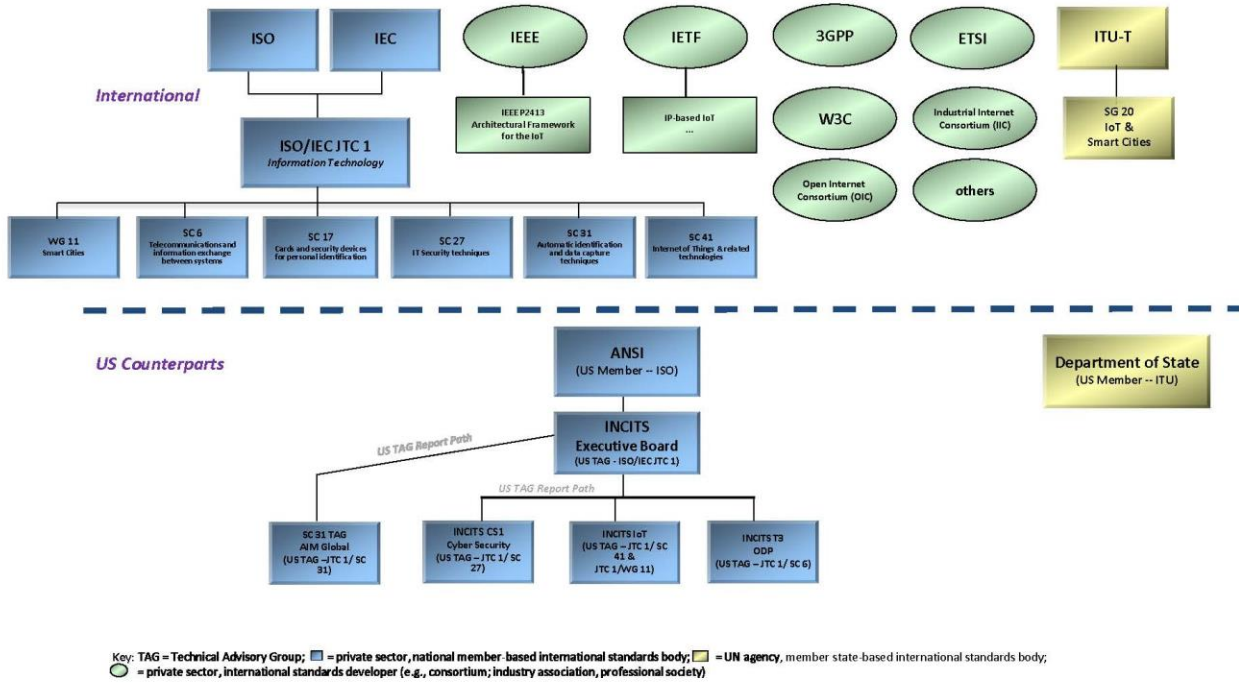 ISO
IEC
IEEE
IETF
3GPP
ETSI
ITU-T
International
IEEE P2413
Architectural Framework
for the IoT
IP-based IoT
...
W3C
Industrial Internet
Consortium (IIC)
SG 20
IoT &
Smart Cities
ISO/IEC JTC 1
Information Technology
Open Internet
Consortium (OIC)
others
WG 11
Smart Cities
SC 6
Telecommunications and
information exchange
between systems
SC 17
Cards and security devices
for personal identification
SC 27
IT Security techniques
SC 31
Automatic identification
and data capture
techniques
SC 41
Internet of Things & related
technologies
US Counterparts
ANSI
(US Member -- ISO)
Department of State
(US Member -- ITU)
INCITS
Executive Board
(US TAG - ISO/IEC JTC 1)
US TAG Report Path
US TAG Report Path
SC 31 TAG
AIM Global
(US TAG –JTC 1/ SC
31)
INCITS CS1
Cyber Security
(US TAG – JTC 1/ SC
27)
INCITS IoT
(US TAG – JTC 1/ SC
41 &
JTC 1/WG 11)
INCITS T3
ODP
(US TAG – JTC 1/ SC 6)
Key: TAG = Technical Advisory Group; = private sector, national member-based international standards body; = UN agency, member state-based international standards body;
= private sector, international standards developer (e.g., consortium; industry association, professional society)